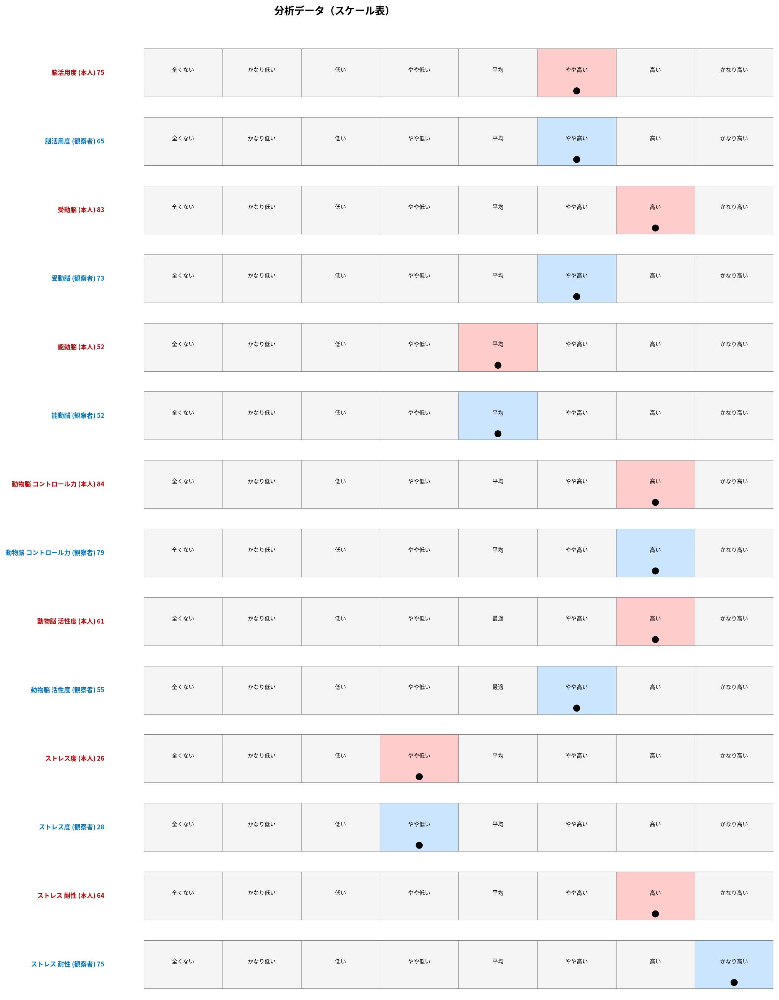 分析データ（スケール表）
脳活用度 (本人) 75 全くない かなり低い 低い やや低い 平均 やや高い 高い かなり高い
脳活用度 (観察者) 65 全くない かなり低い 低い やや低い 平均 やや高い 高い かなり高い
受動脳 (本人) 83 全くない かなり低い 低い やや低い 平均 やや高い 高い かなり高い
受動脳 (観察者) 73 全くない かなり低い 低い やや低い 平均 やや高い 高い かなり高い
能動脳 (本人) 52 全くない かなり低い 低い やや低い 平均 やや高い 高い かなり高い
能動脳 (観察者) 52 全くない かなり低い 低い やや低い 平均 やや高い 高い かなり高い
動物脳 コントロール力 (本人) 84 全くない かなり低い 低い やや低い 平均 やや高い 高い かなり高い
動物脳 コントロール力 (観察者) 79 全くない かなり低い 低い やや低い 平均 やや高い 高い かなり高い
動物脳 活性度 (本人) 61 全くない かなり低い 低い やや低い 最適 やや高い 高い かなり高い
動物脳 活性度 (観察者) 55 全くない かなり低い 低い やや低い 最適 やや高い 高い かなり高い
ストレス度 (本人) 26 全くない かなり低い 低い やや低い 平均 やや高い 高い かなり高い
ストレス度 (観察者) 28 全くない かなり低い 低い やや低い 平均 やや高い 高い かなり高い
ストレス 耐性 (本人) 64 全くない かなり低い 低い やや低い 平均 やや高い 高い かなり高い
ストレス 耐性 (観察者) 75 全くない かなり低い 低い やや低い 平均 やや高い 高い かなり高い